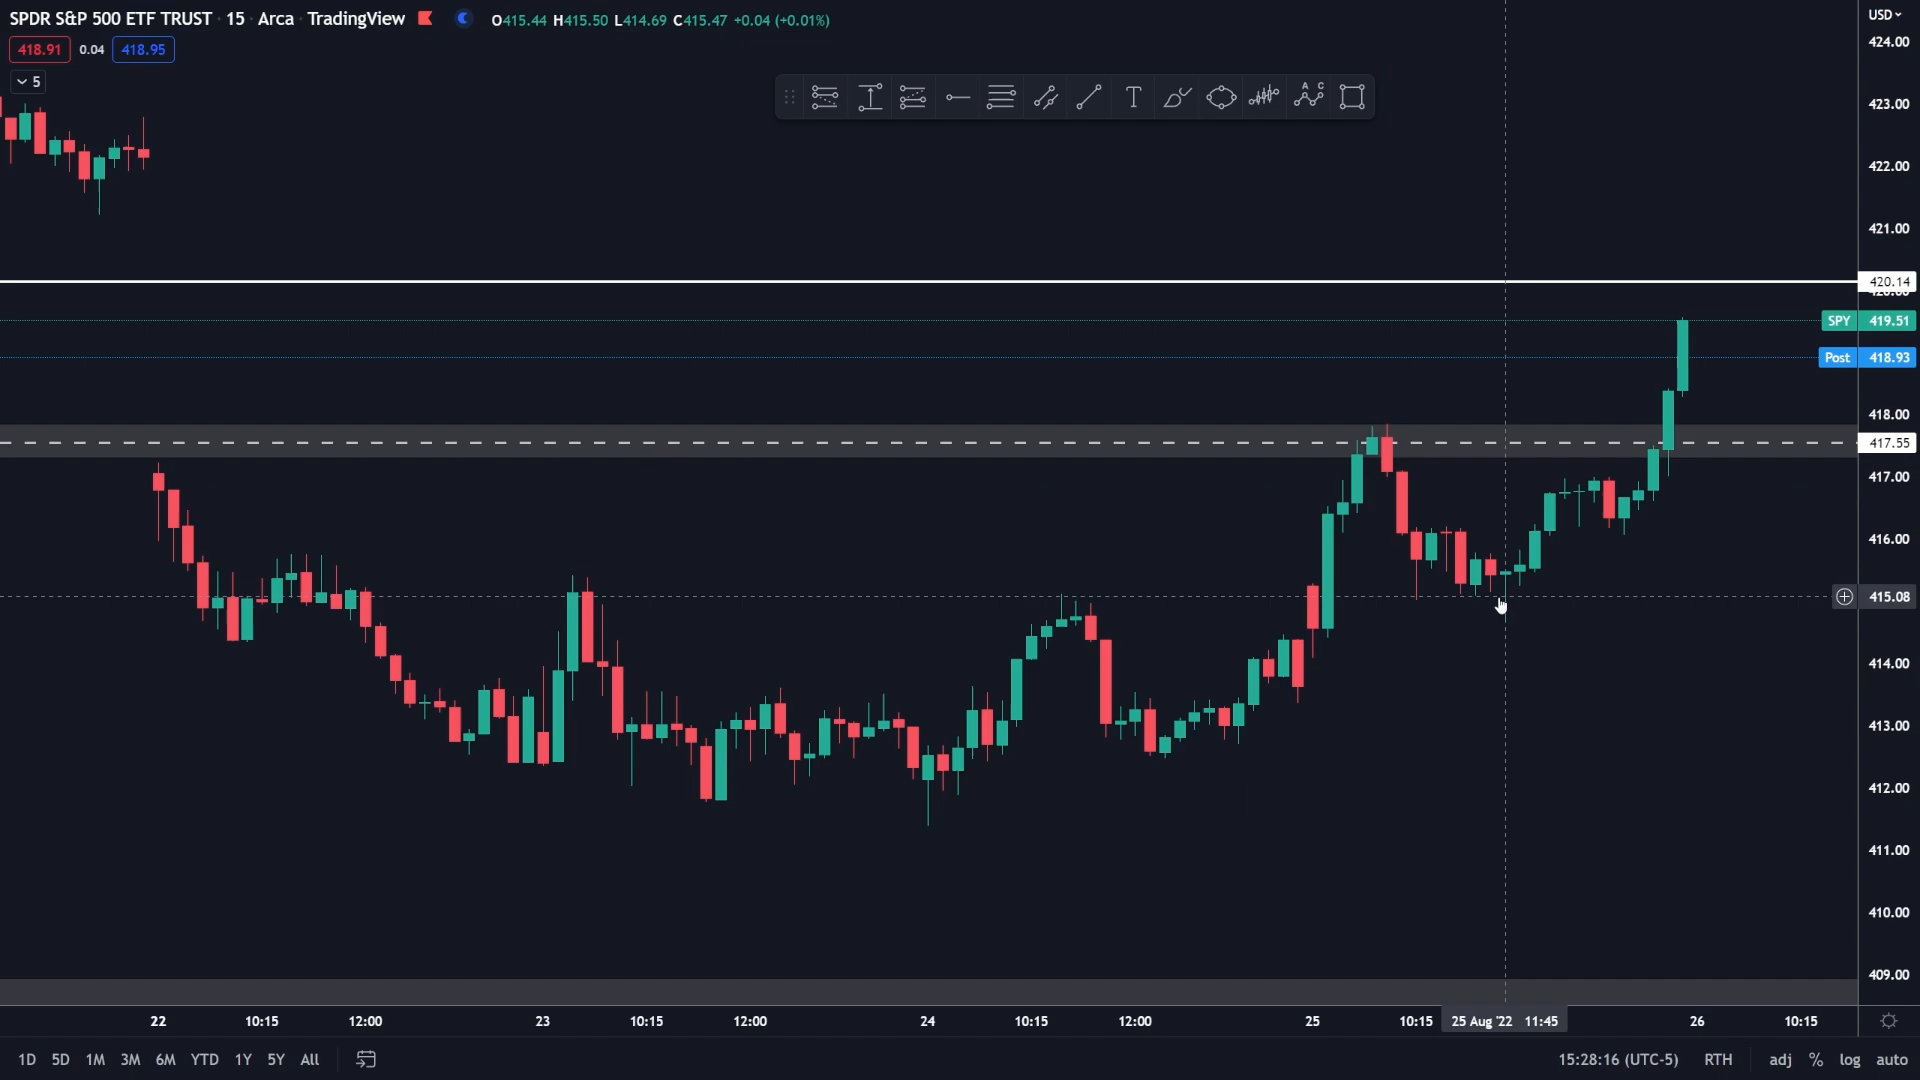 SPDR S&P 500 ETF TRUST · 15 · Arca · TradingView O415.44 H415.50 L414.69 C415.47 +0.04 (+0.01%)
USD
418.91 0.04 418.95
5
424.00
423.00
422.00
421.00
420.14
SPY 419.51
Post 418.93
418.00
417.55
417.00
416.00
415.08
414.00
413.00
412.00
411.00
410.00
409.00
22 10:15 12:00 23 10:15 12:00 24 10:15 12:00 25 10:15 25 Aug '22 11:45 26 10:15
1D 5D 1M 3M 6M YTD 1Y 5Y All 15:28:16 (UTC-5) RTH adj % log auto